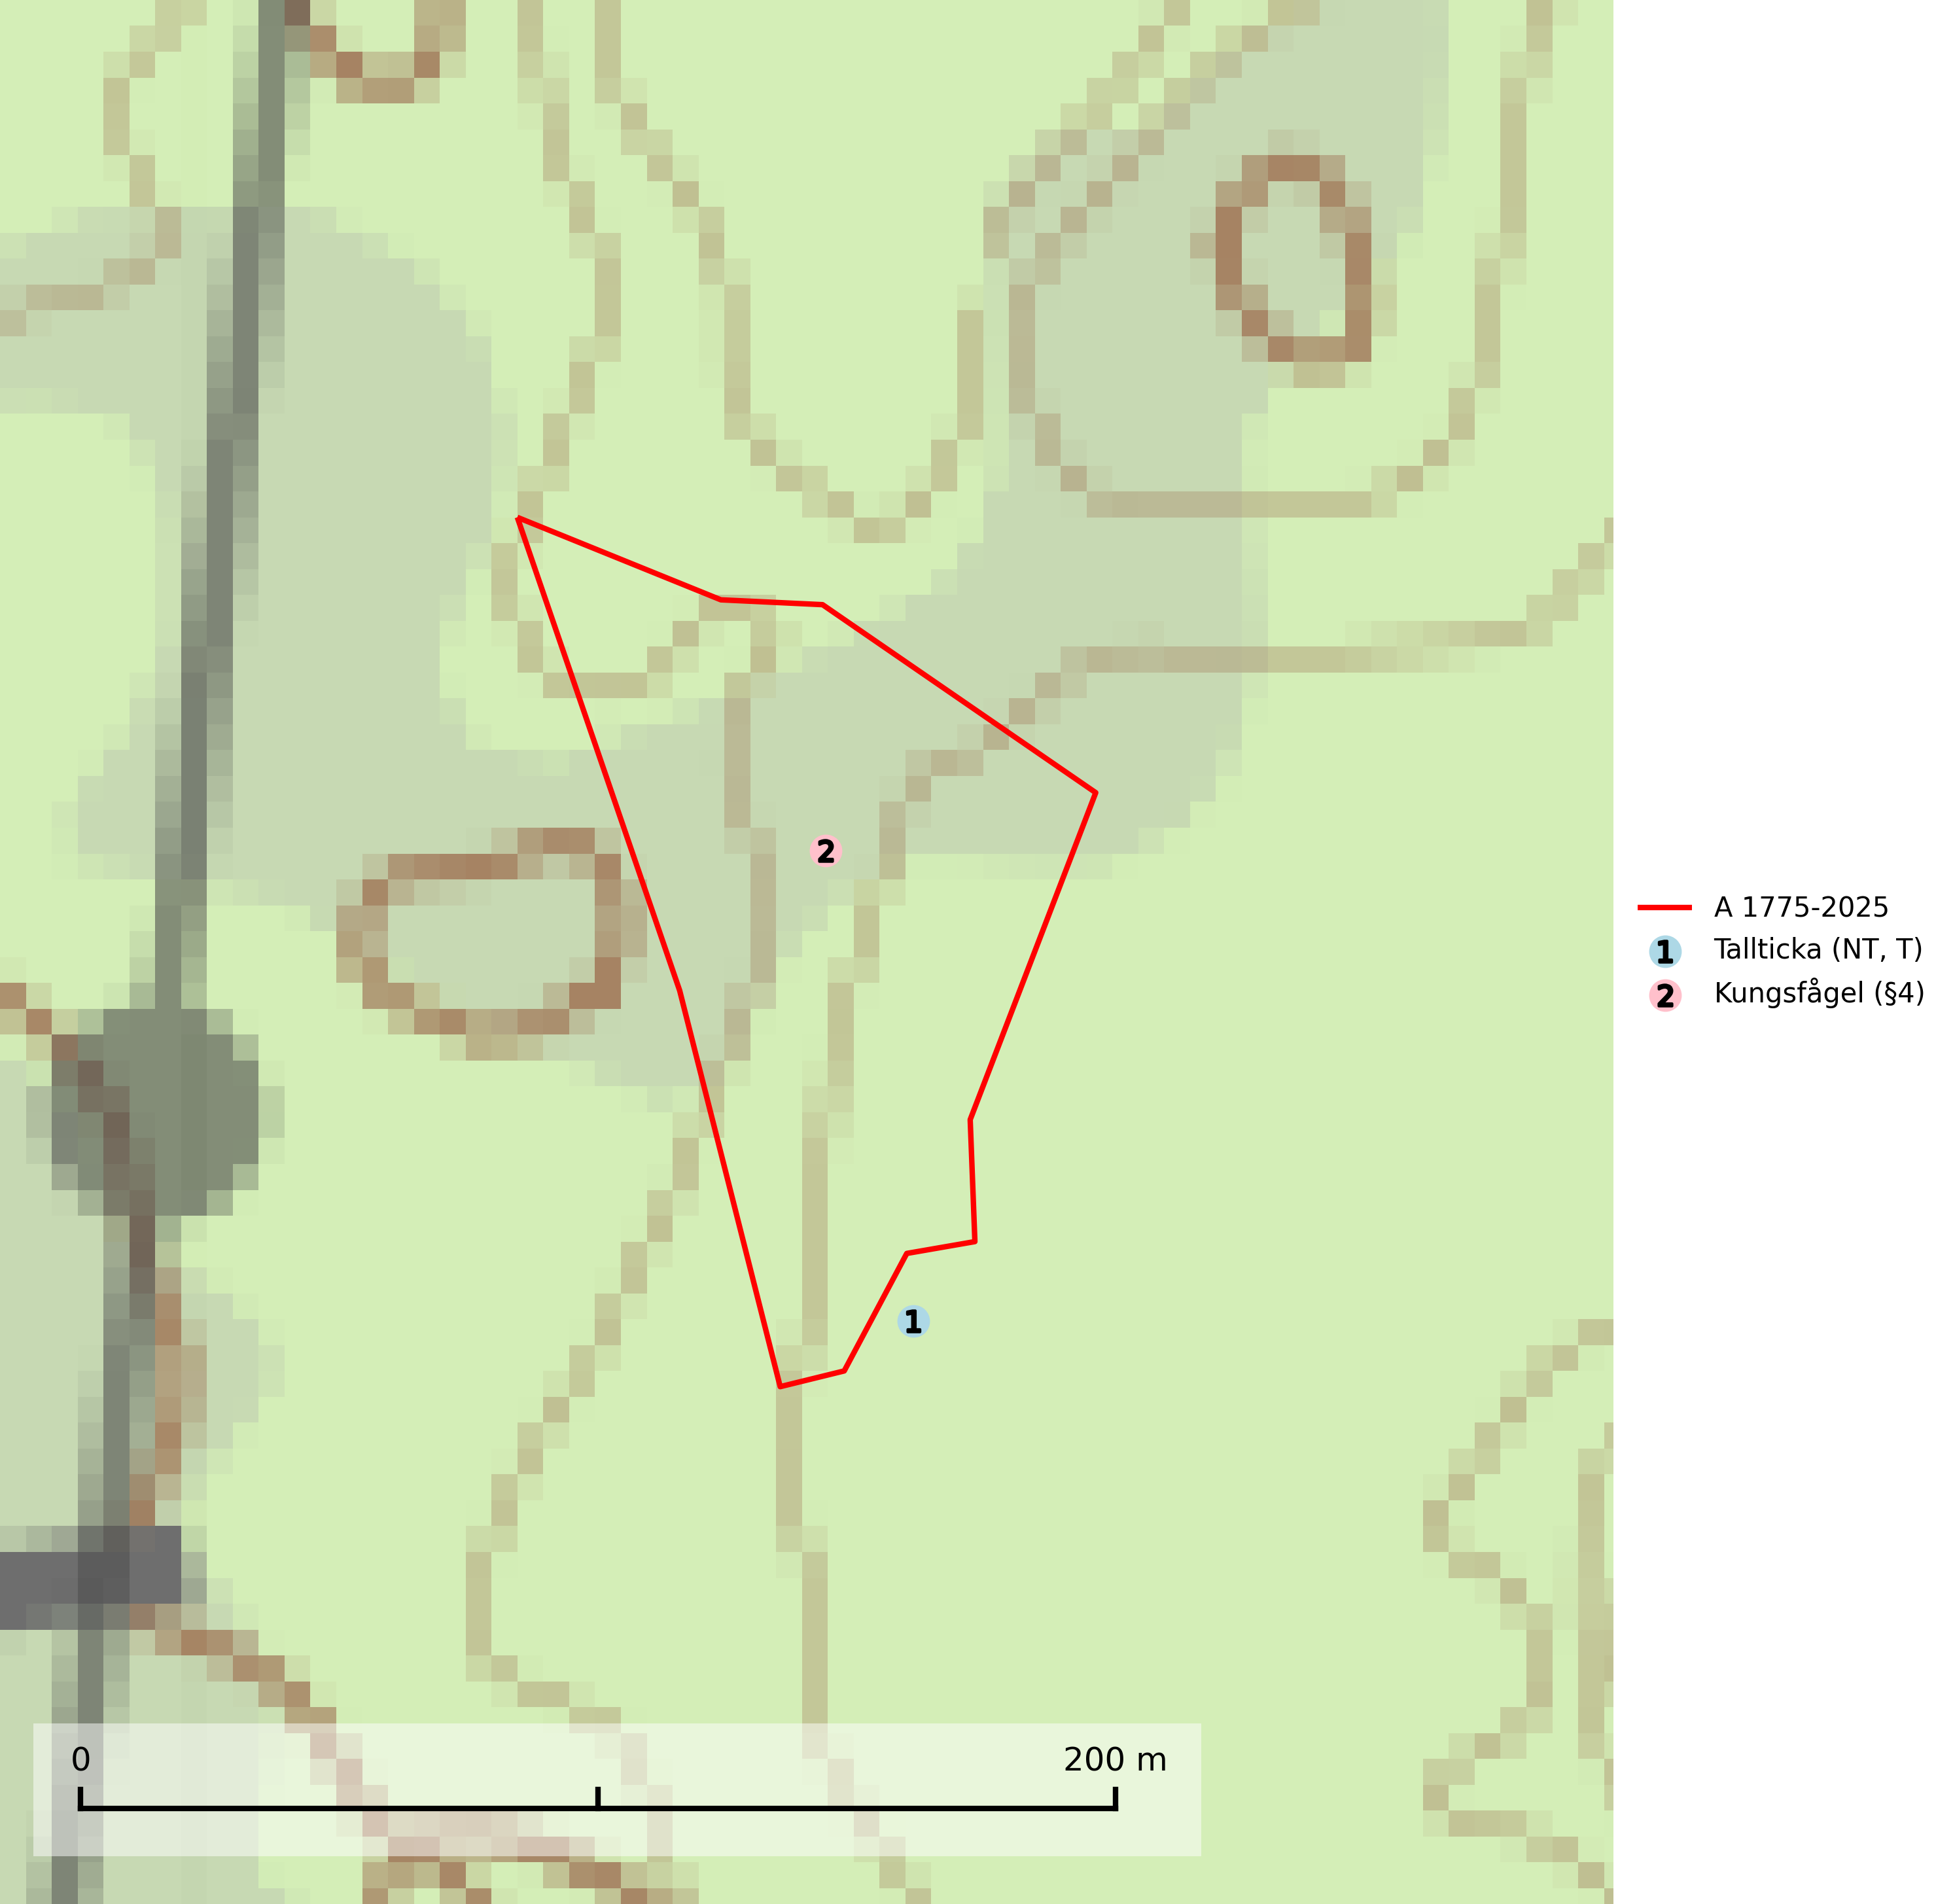 2
1
A 1775-2025
1 Tallticka (NT, T)
2 Kungsfågel (§4)
0 200 m